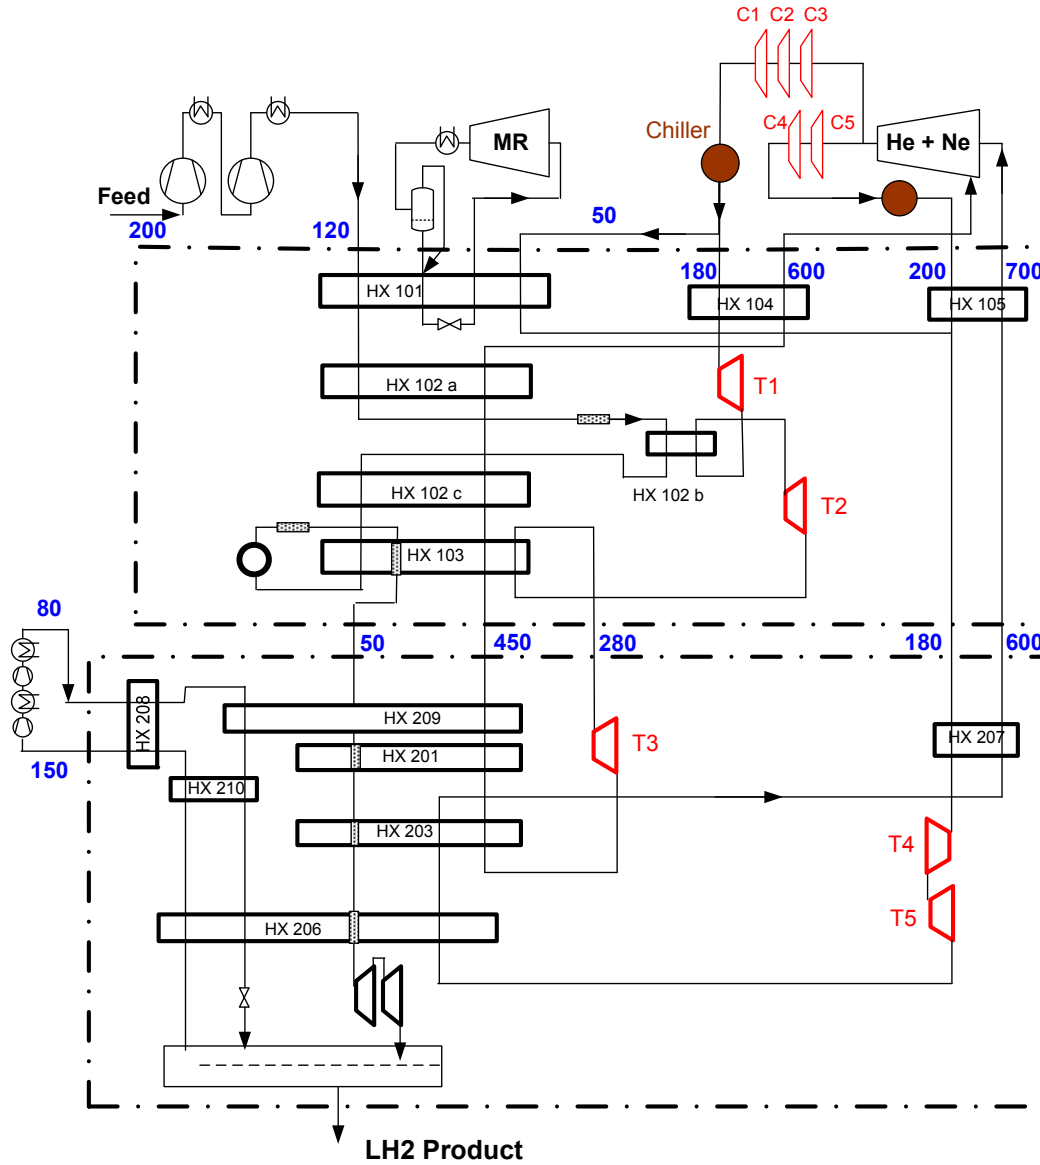 C1 C2 C3
C4 C5
Chiller
MR
He + Ne
Feed
200
120
50
180
600
200
700
HX 101
HX 104
HX 105
HX 102 a
T1
HX 102 b
HX 102 c
T2
HX 103
80
50
450
280
180
600
HX 208
HX 209
T3
HX 201
HX 207
150
HX 210
HX 203
T4
T5
HX 206
LH2 Product